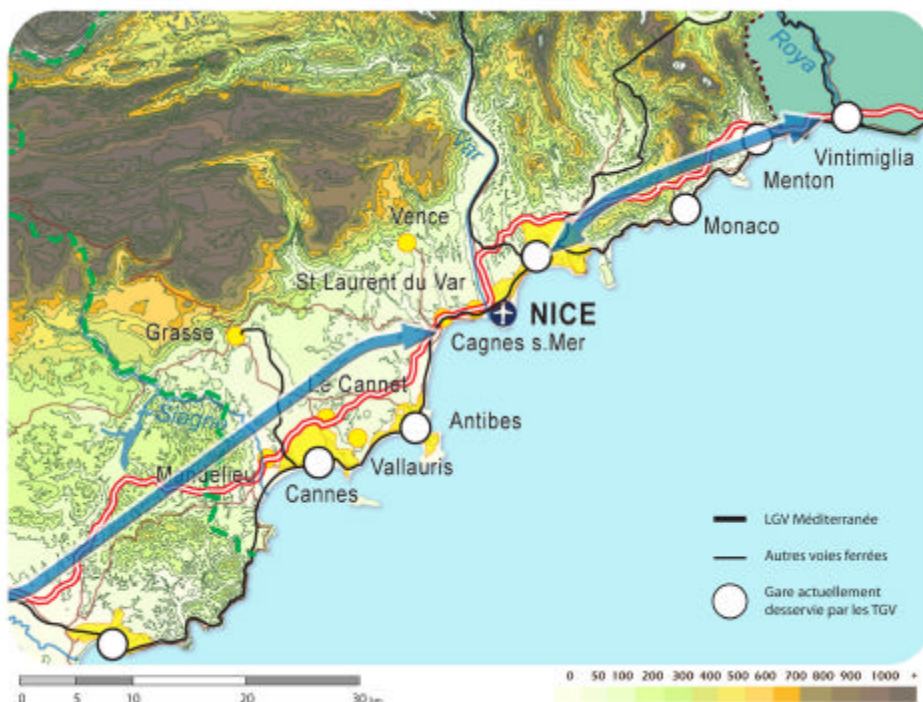 Roya
Var
Vintimiglia
Menton
Monaco
Vence
St Laurent du Var
NICE
Grasse
Cagnes s.Mer
Le Cannet
Antibes
Siagne
Mandelieu
Vallauris
Cannes
LGV Méditerranée
Autres voies ferrées
Gare actuellement
desservie par les TGV
0 5 10 20 30 km
0 50 100 200 300 400 500 600 700 800 900 1000 +